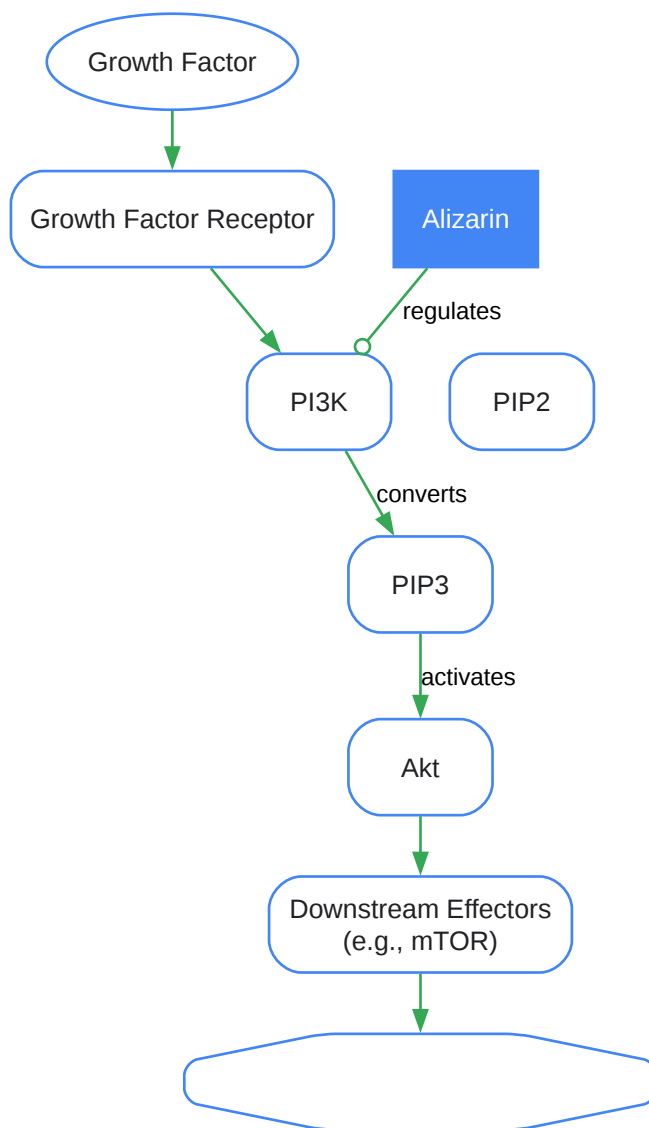 Growth Factor
Growth Factor Receptor
Alizarin
regulates
PI3K
PIP2
converts
PIP3
activates
Akt
Downstream Effectors
(e.g., mTOR)